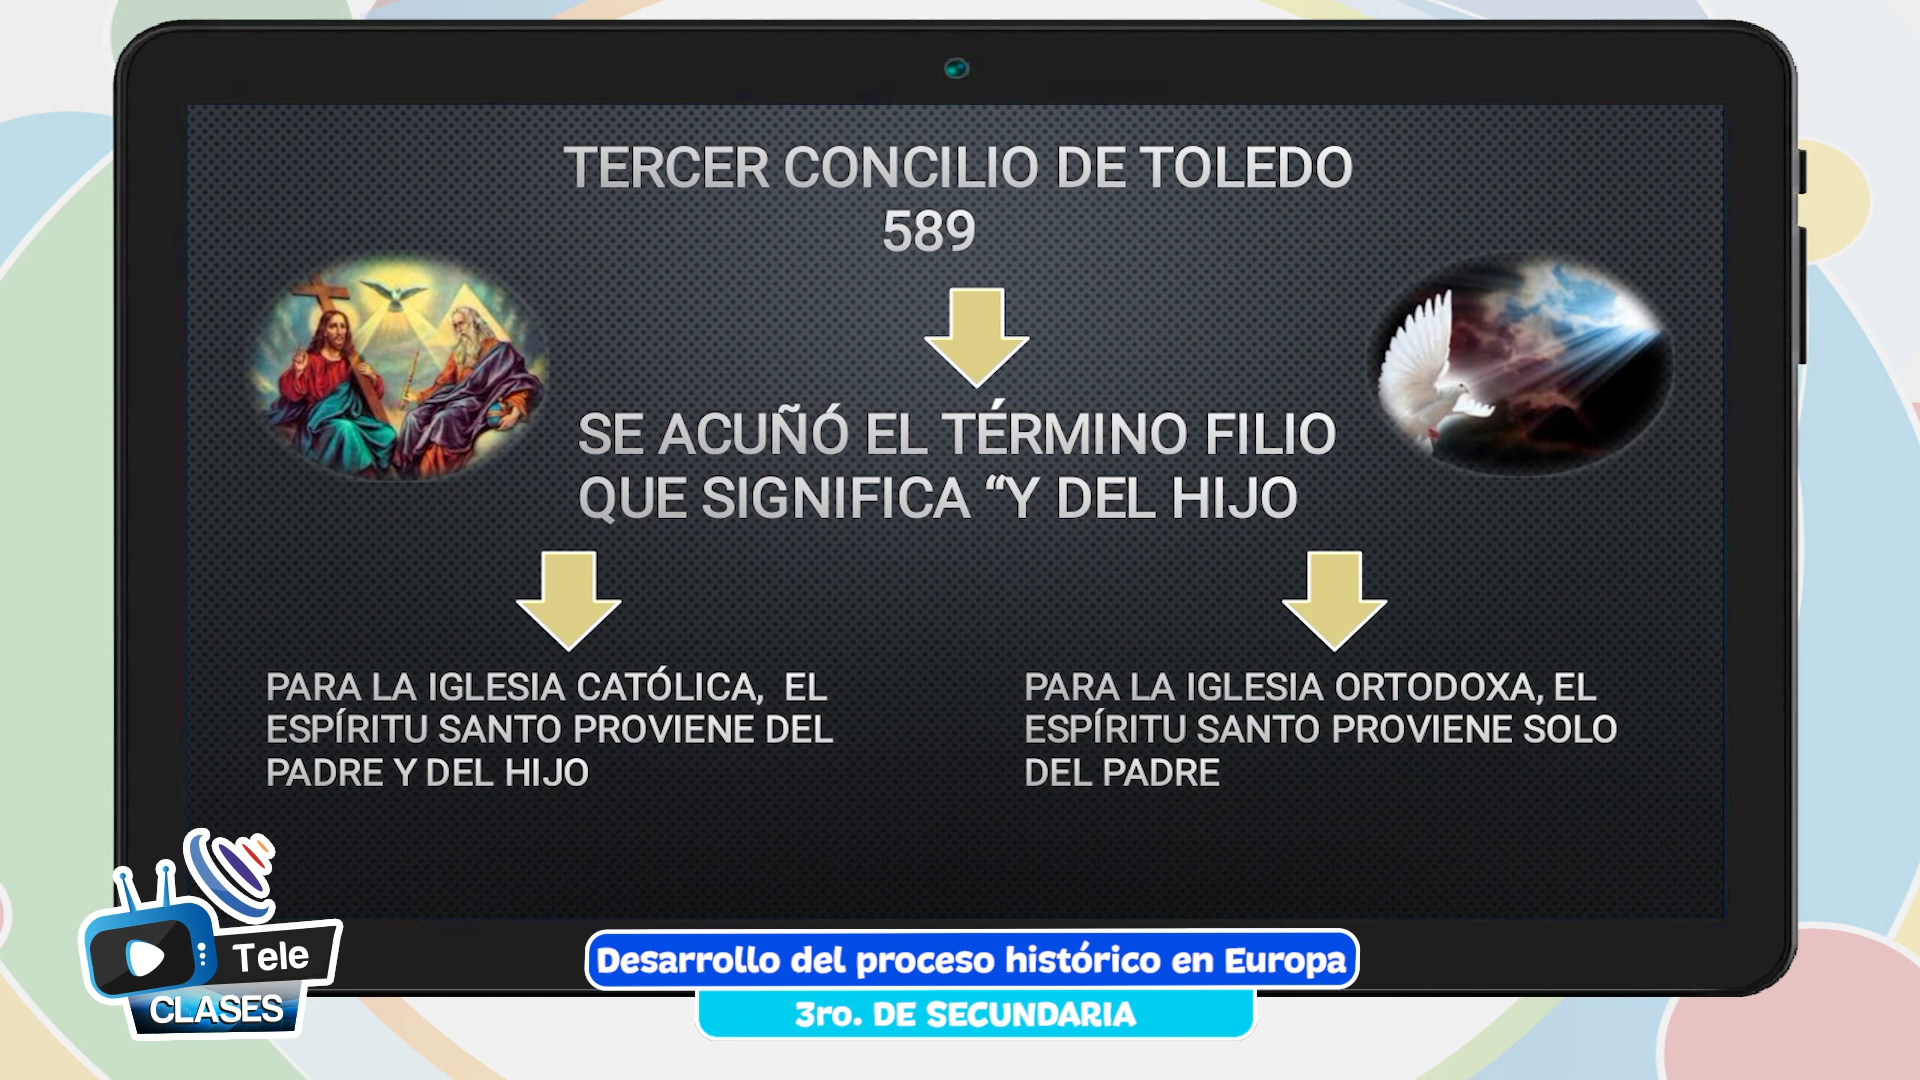 TERCER CONCILIO DE TOLEDO
589
SE ACUÑÓ EL TÉRMINO FILIO
QUE SIGNIFICA “Y DEL HIJO
PARA LA IGLESIA CATÓLICA, EL
ESPÍRITU SANTO PROVIENE DEL
PADRE Y DEL HIJO
PARA LA IGLESIA ORTODOXA, EL
ESPÍRITU SANTO PROVIENE SOLO
DEL PADRE
Tele
CLASES
Desarrollo del proceso histórico en Europa
3ro. DE SECUNDARIA